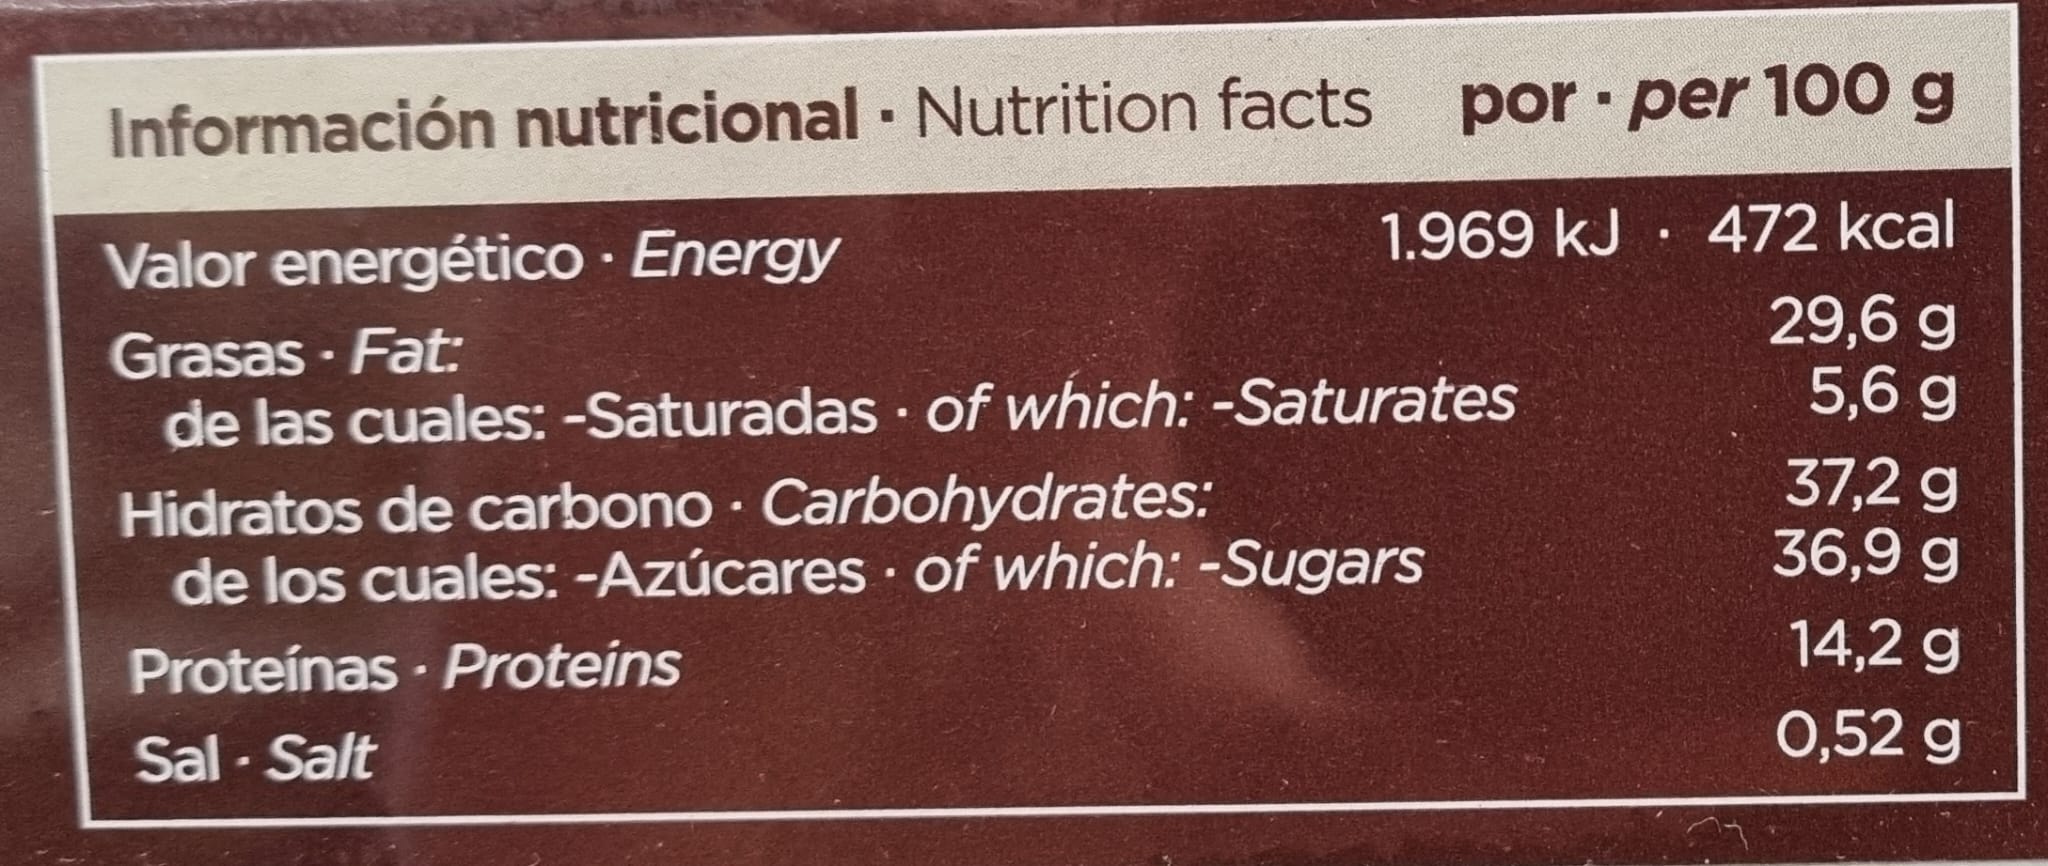 Información nutricional · Nutrition facts por · per 100 g
Valor energético · Energy 1.969 kJ · 472 kcal
Grasas · Fat: 29,6 g
de las cuales: -Saturadas · of which: -Saturates 5,6 g
Hidratos de carbono · Carbohydrates: 37,2 g
de los cuales: -Azúcares · of which: -Sugars 36,9 g
Proteínas · Proteins 14,2 g
Sal · Salt 0,52 g